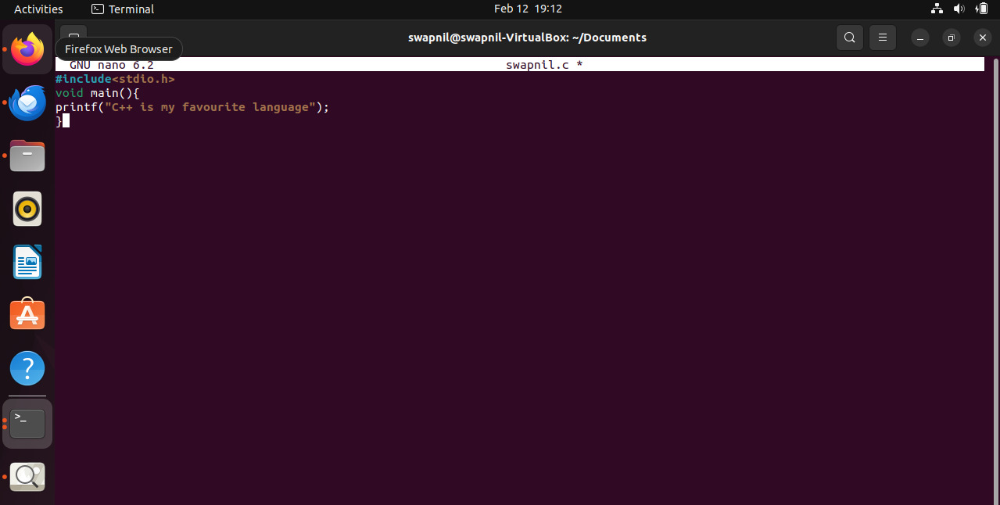 Activities Terminal Feb 12 19:12
swapnil@swapnil-VirtualBox: ~/Documents
Firefox Web Browser
GNU nano 6.2 swapnil.c *
#include<stdio.h>
void main(){
printf("C++ is my favourite language");
}